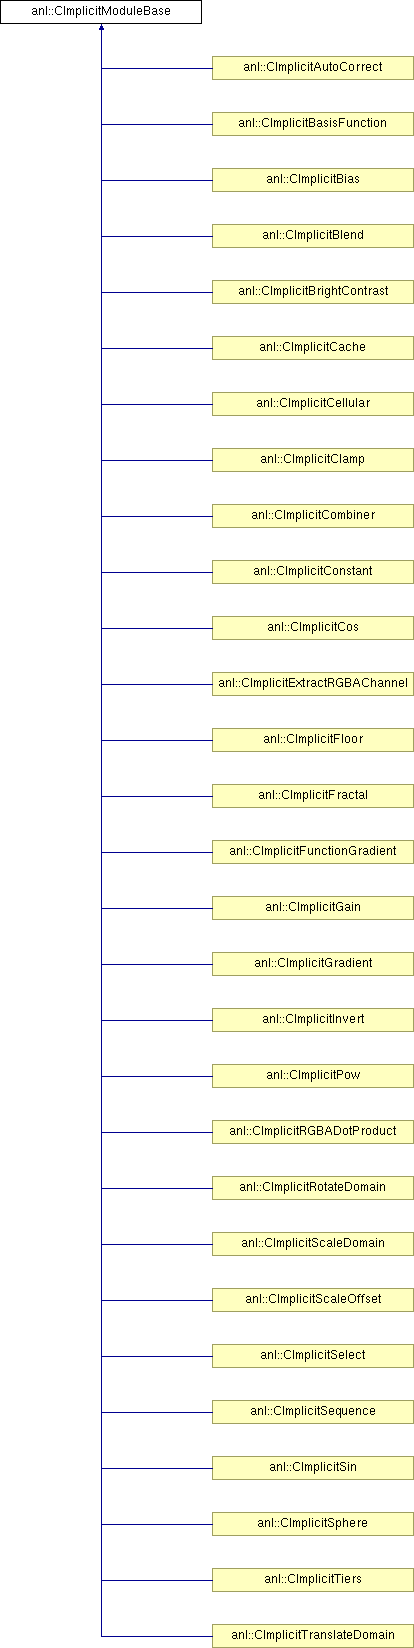 anl::CImplicitModuleBase
anl::CImplicitAutoCorrect
anl::CImplicitBasisFunction
anl::CImplicitBias
anl::CImplicitBlend
anl::CImplicitBrightContrast
anl::CImplicitCache
anl::CImplicitCellular
anl::CImplicitClamp
anl::CImplicitCombiner
anl::CImplicitConstant
anl::CImplicitCos
anl::CImplicitExtractRGBAChannel
anl::CImplicitFloor
anl::CImplicitFractal
anl::CImplicitFunctionGradient
anl::CImplicitGain
anl::CImplicitGradient
anl::CImplicitInvert
anl::CImplicitPow
anl::CImplicitRGBADotProduct
anl::CImplicitRotateDomain
anl::CImplicitScaleDomain
anl::CImplicitScaleOffset
anl::CImplicitSelect
anl::CImplicitSequence
anl::CImplicitSin
anl::CImplicitSphere
anl::CImplicitTiers
anl::CImplicitTranslateDomain